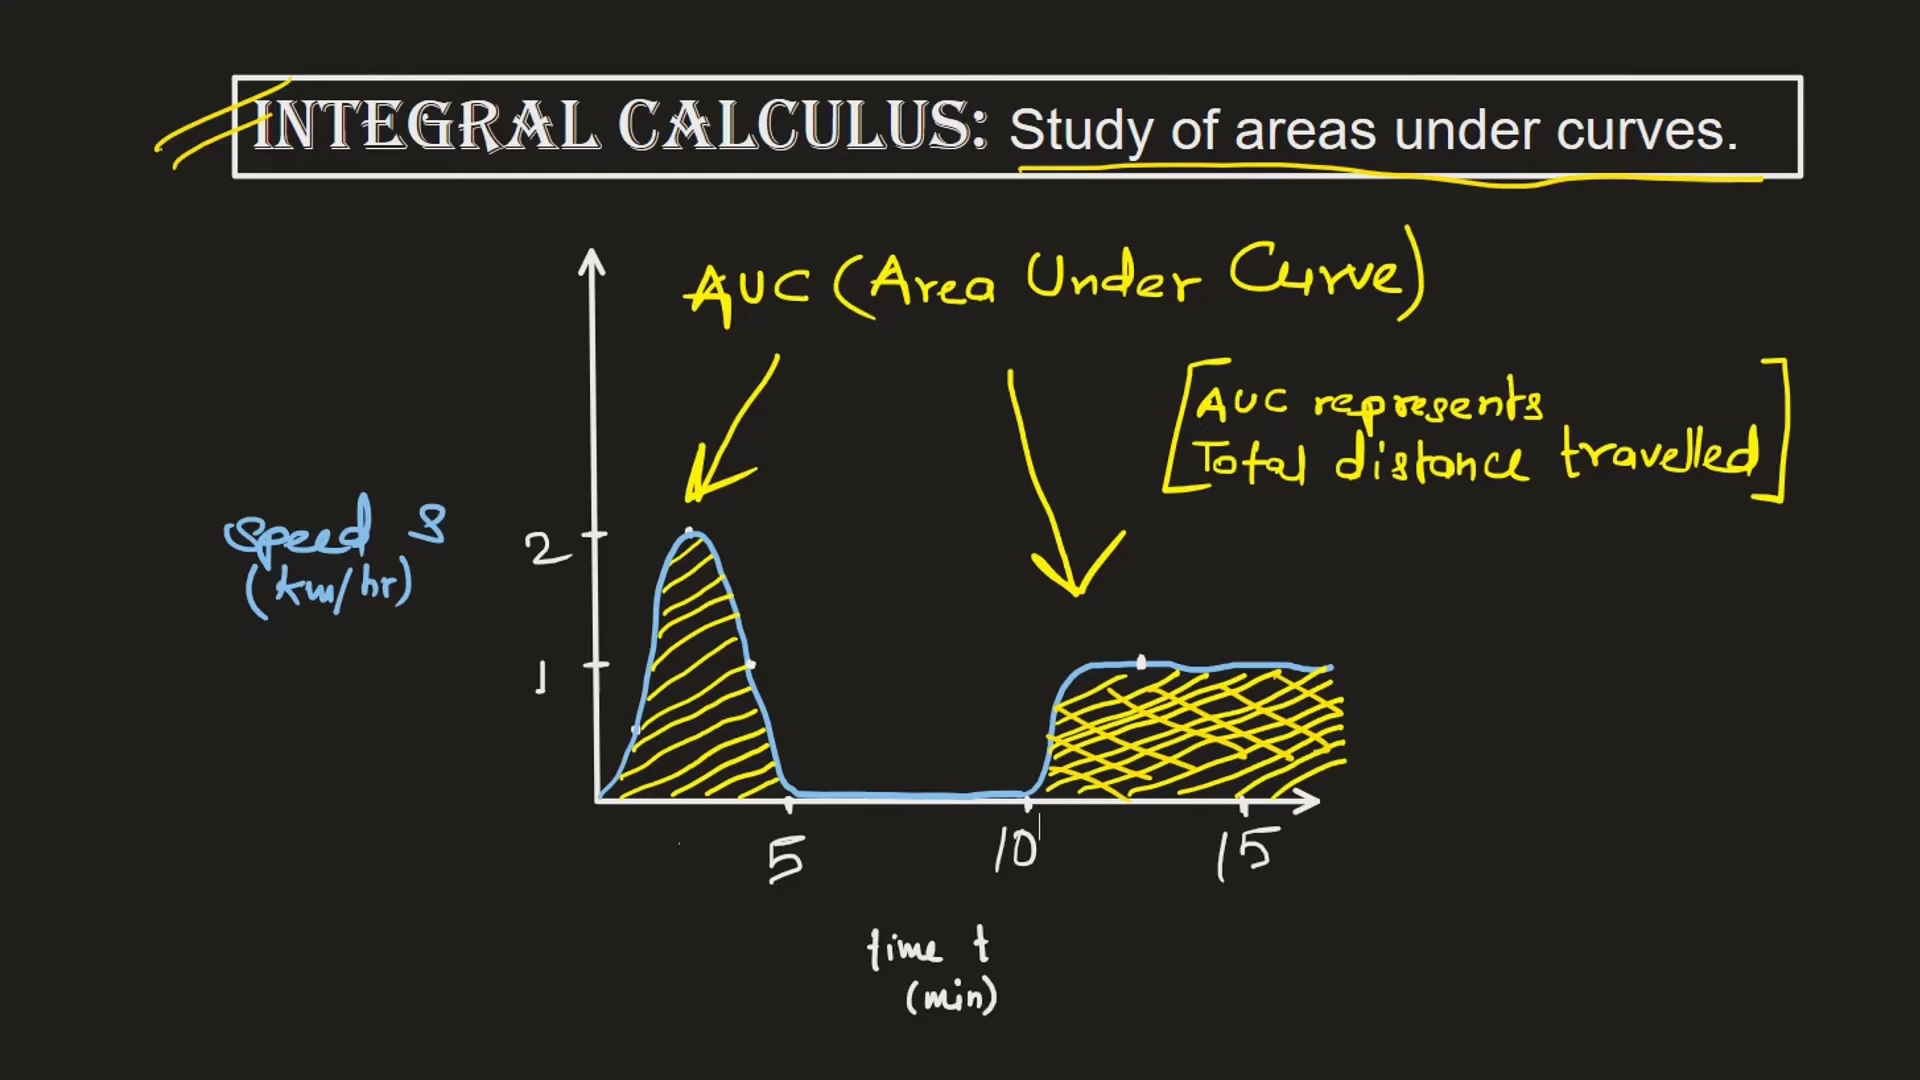 INTEGRAL CALCULUS: Study of areas under curves.
AUC (Area Under Curve)
[AUC represents
Total distance travelled]
speed s
(km/hr)
2
1
5
10
15
time t
(min)